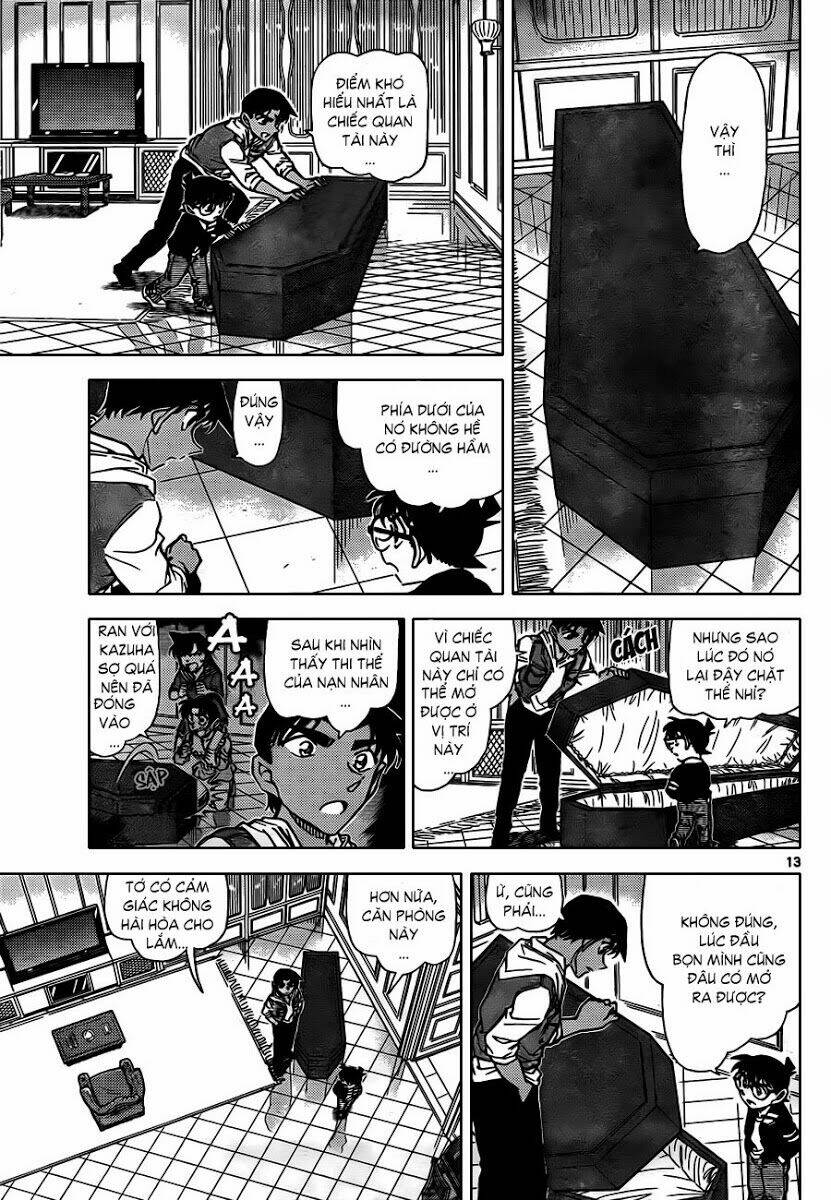 VẬY
THÌ
...
ĐIỂM KHÓ
HIỂU NHẤT LÀ
CHIẾC QUAN
TÀI NÀY
...
PHÍA DƯỚI CỦA
NÓ KHÔNG HỀ
CÓ ĐƯỜNG HẦM
...
ĐÚNG
VẬY
...
NHƯNG SAO
LÚC ĐÓ NÓ
LẠI ĐẬY CHẶT
THẾ NHỈ?
CÁCH
VÌ CHIẾC
QUAN TÀI
NÀY CHỈ CÓ
THỂ MỞ
ĐƯỢC Ở
VỊ TRÍ
NÀY ...
SAU KHI NHÌN
THẤY THI THỂ
CỦA NẠN NHÂN
...
A
A
A
RAN VỚI
KAZUHA
SỢ QUÁ
NÊN ĐÃ
ĐÓNG
VÀO
...
SẬP
13
KHÔNG ĐÚNG,
LÚC ĐẦU
BỌN MÌNH CŨNG
ĐÂU CÓ MỞ
RA ĐƯỢC?
Ừ, CŨNG
PHẢI...
HƠN NỮA,
CĂN PHÒNG
NÀY
...
TỚ CÓ CẢM
GIÁC KHÔNG
HÀI HÒA CHO
LẮM...